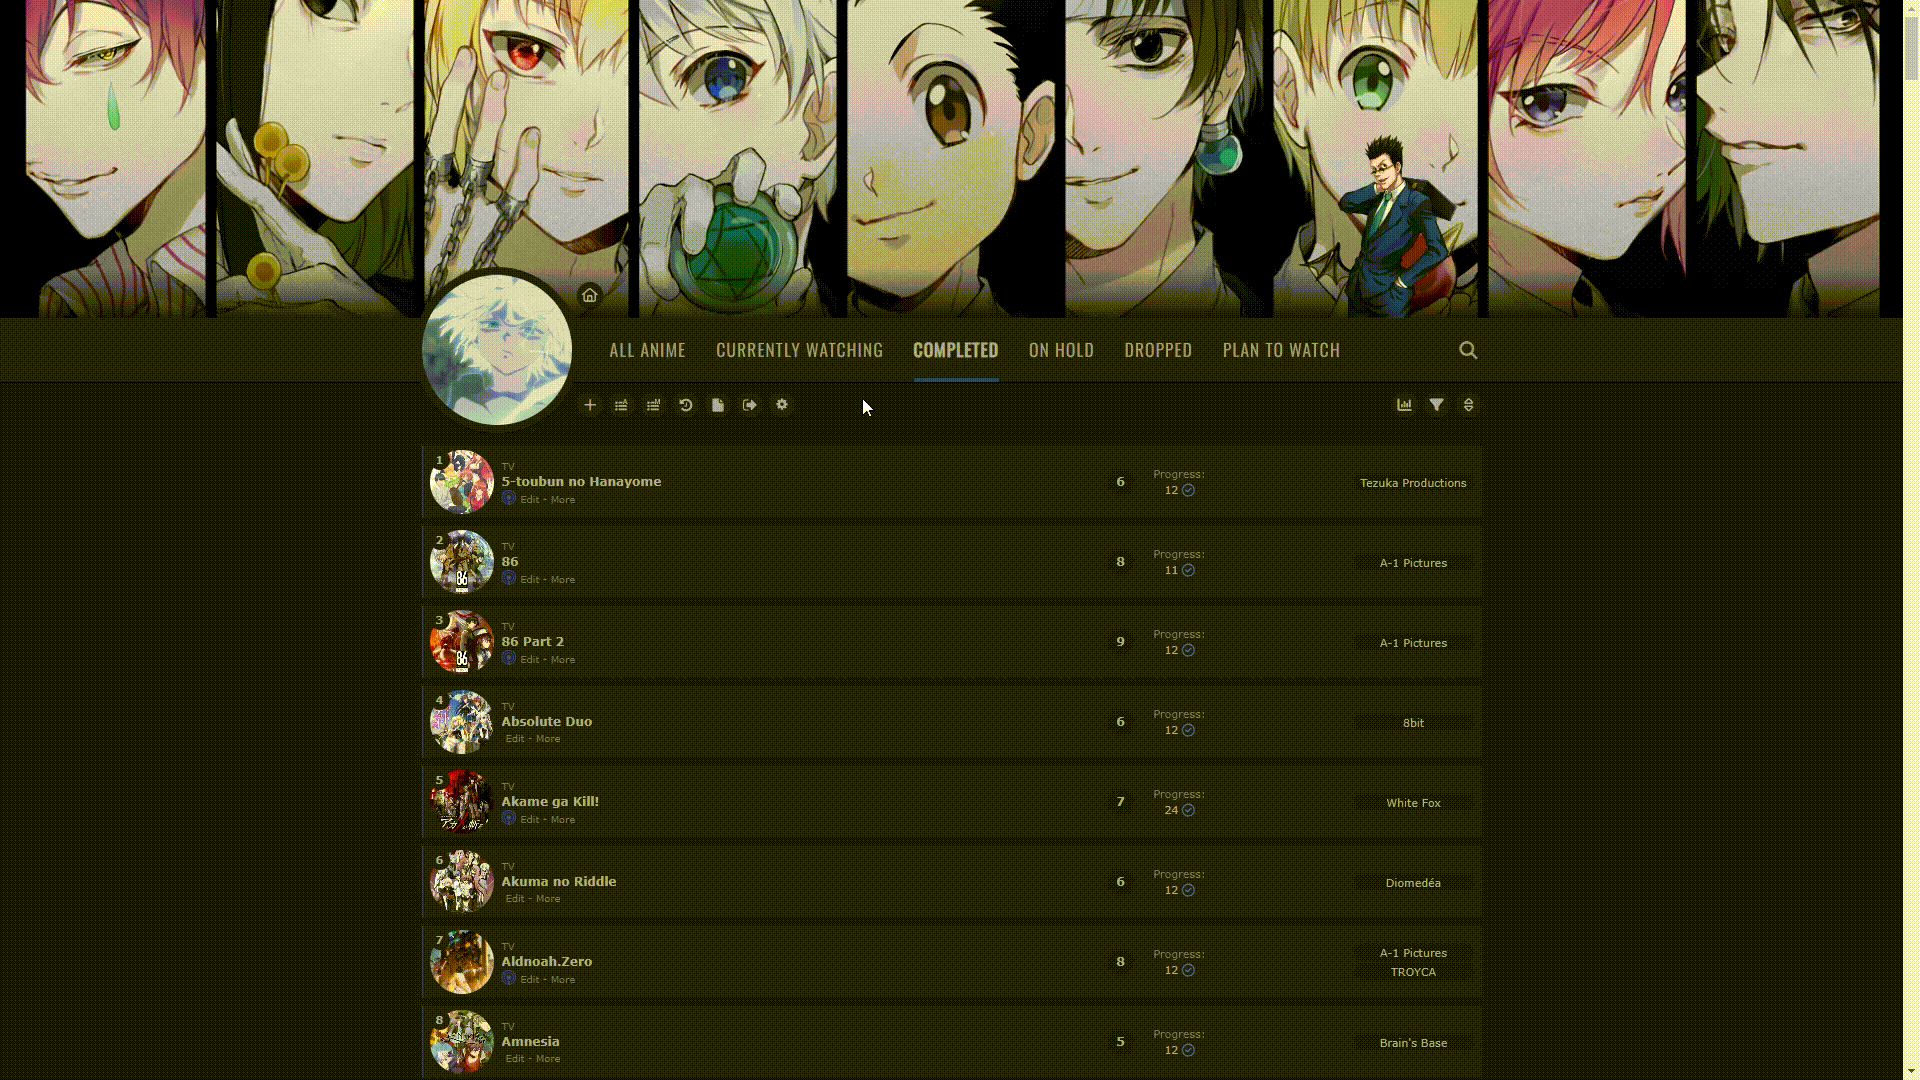 ALL ANIME CURRENTLY WATCHING COMPLETED ON HOLD DROPPED PLAN TO WATCH
1
TV
5-toubun no Hanayome
Edit - More
6
Progress:
12
Tezuka Productions
2
TV
86
Edit - More
8
Progress:
11
A-1 Pictures
86
3
TV
86 Part 2
Edit - More
9
Progress:
12
A-1 Pictures
86
4
TV
Absolute Duo
Edit - More
6
Progress:
12
8bit
5
TV
Akame ga Kill!
Edit - More
7
Progress:
24
White Fox
6
TV
Akuma no Riddle
Edit - More
6
Progress:
12
Diomedéa
7
TV
Aldnoah.Zero
Edit - More
8
Progress:
12
A-1 Pictures
TROYCA
8
TV
Amnesia
Edit - More
5
Progress:
12
Brain's Base